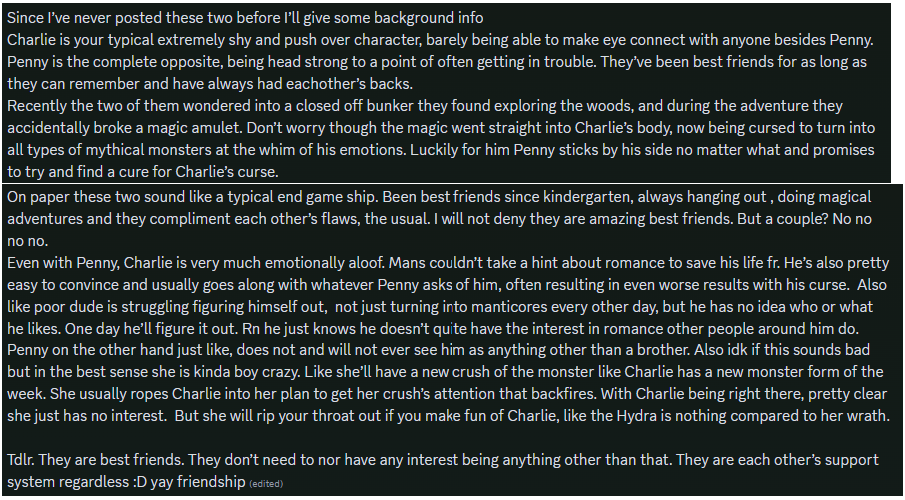 Since I've never posted these two before I'll give some background info
Charlie is your typical extremely shy and push over character, barely being able to make eye connect with anyone besides Penny.
Penny is the complete opposite, being head strong to a point of often getting in trouble. They've been best friends for as long as
they can remember and have always had eachother's backs.
Recently the two of them wondered into a closed off bunker they found exploring the woods, and during the adventure they
accidentally broke a magic amulet. Don't worry though the magic went straight into Charlie's body, now being cursed to turn into
all types of mythical monsters at the whim of his emotions. Luckily for him Penny sticks by his side no matter what and promises
to try and find a cure for Charlie's curse.
On paper these two sound like a typical end game ship. Been best friends since kindergarten, always hanging out , doing magical
adventures and they compliment each other's flaws, the usual. I will not deny they are amazing best friends. But a couple? No no
no no.
Even with Penny, Charlie is very much emotionally aloof. Mans couldn't take a hint about romance to save his life fr. He's also pretty
easy to convince and usually goes along with whatever Penny asks of him, often resulting in even worse results with his curse.  Also
like poor dude is struggling figuring himself out,  not just turning into manticores every other day, but he has no idea who or what
he likes. One day he'll figure it out. Rn he just knows he doesn't quite have the interest in romance other people around him do.
Penny on the other hand just like, does not and will not ever see him as anything other than a brother. Also idk if this sounds bad
but in the best sense she is kinda boy crazy. Like she'll have a new crush of the monster like Charlie has a new monster form of the
week. She usually ropes Charlie into her plan to get her crush's attention that backfires. With Charlie being right there, pretty clear
she just has no interest.  But she will rip your throat out if you make fun of Charlie, like the Hydra is nothing compared to her wrath.
Tdlr. They are best friends. They don't need to nor have any interest being anything other than that. They are each other's support
system regardless :D yay friendship (edited)